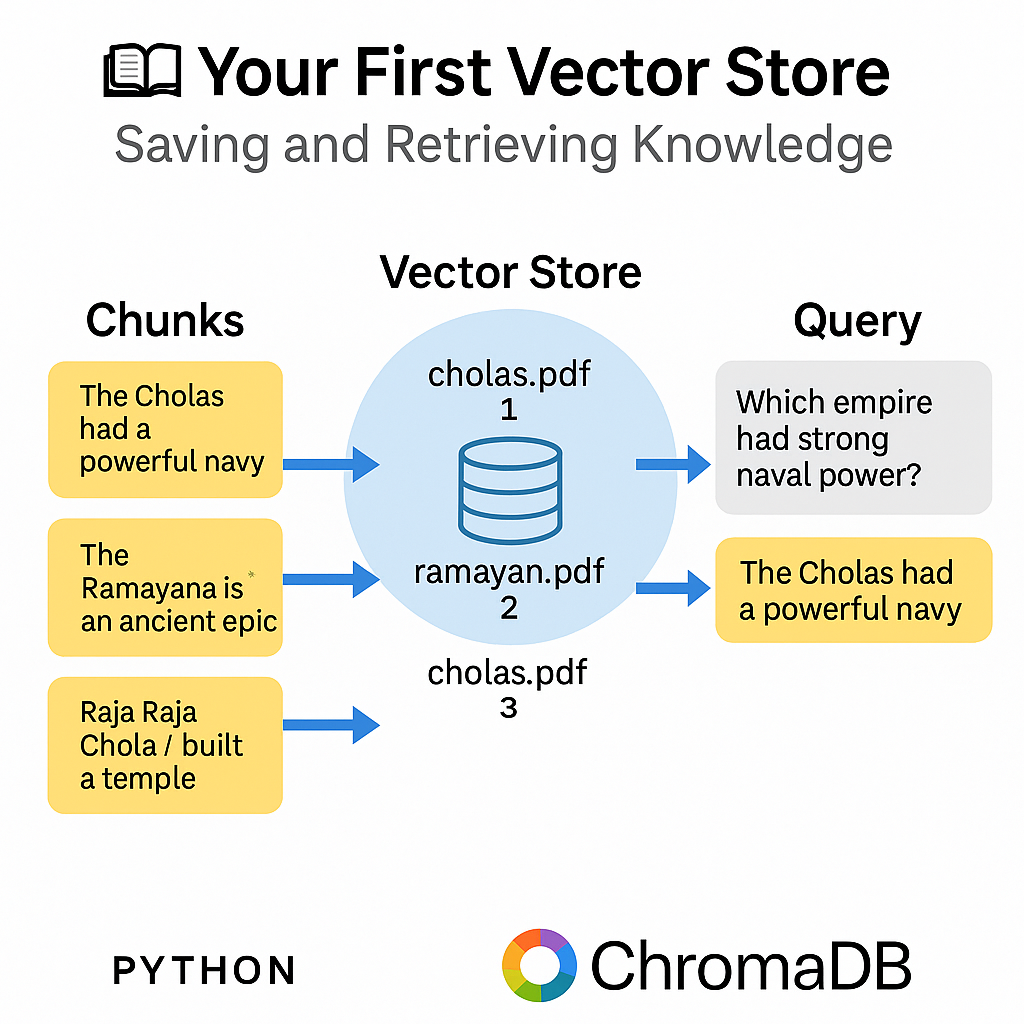 Your First Vector Store
Saving and Retrieving Knowledge
Chunks
The Cholas
had a
powerful navy
The
Ramayana is
an ancient epic
Raja Raja
Chola / built
a temple
Vector Store
cholas.pdf
1
ramayan.pdf
2
cholas.pdf
3
Query
Which empire
had strong
naval power?
The Cholas had
a powerful navy
PYTHON
ChromaDB